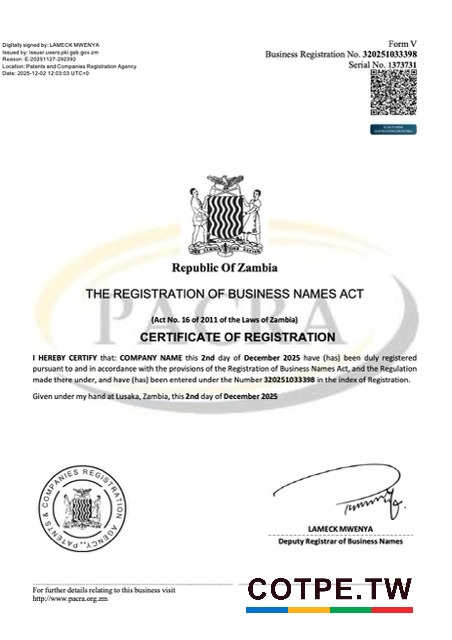 Digitally signed by: LAMECK MWENYA
Issued by: issuer.users.pki.gsb.gov.zm
Reason: E-20251127-292392
Location: Patents and Companies Registration Agency
Date: 2025-12-02 12:03:03 UTC+0
Form V
Business Registration No. 320251033398
Serial No. 1373731
Republic Of Zambia
PACRA
THE REGISTRATION OF BUSINESS NAMES ACT
(Act No. 16 of 2011 of the Laws of Zambia)
CERTIFICATE OF REGISTRATION
I HEREBY CERTIFY that: COMPANY NAME this 2nd day of December 2025 have (has) been duly registered
pursuant to and in accordance with the provisions of the Registration of Business Names Act, and the Regulation
made there under, and have (has) been entered under the Number 320251033398 in the index of Registration.
Given under my hand at Lusaka, Zambia, this 2nd day of December 2025
PATENTS & COMPANIES REGISTRATION AGENCY
LAMECK MWENYA
Deputy Registrar of Business Names
For further details relating to this business visit
http://www.pacra.org.zm
COTPE.TW